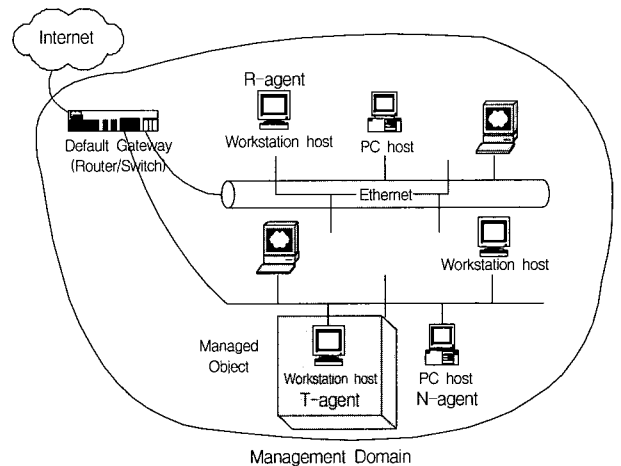 Internet
R-agent
Workstation host
PC host
Default Gateway
(Router/Switch)
Ethernet
Workstation host
Managed
Object
Workstation host
T-agent
PC host
N-agent
Management Domain